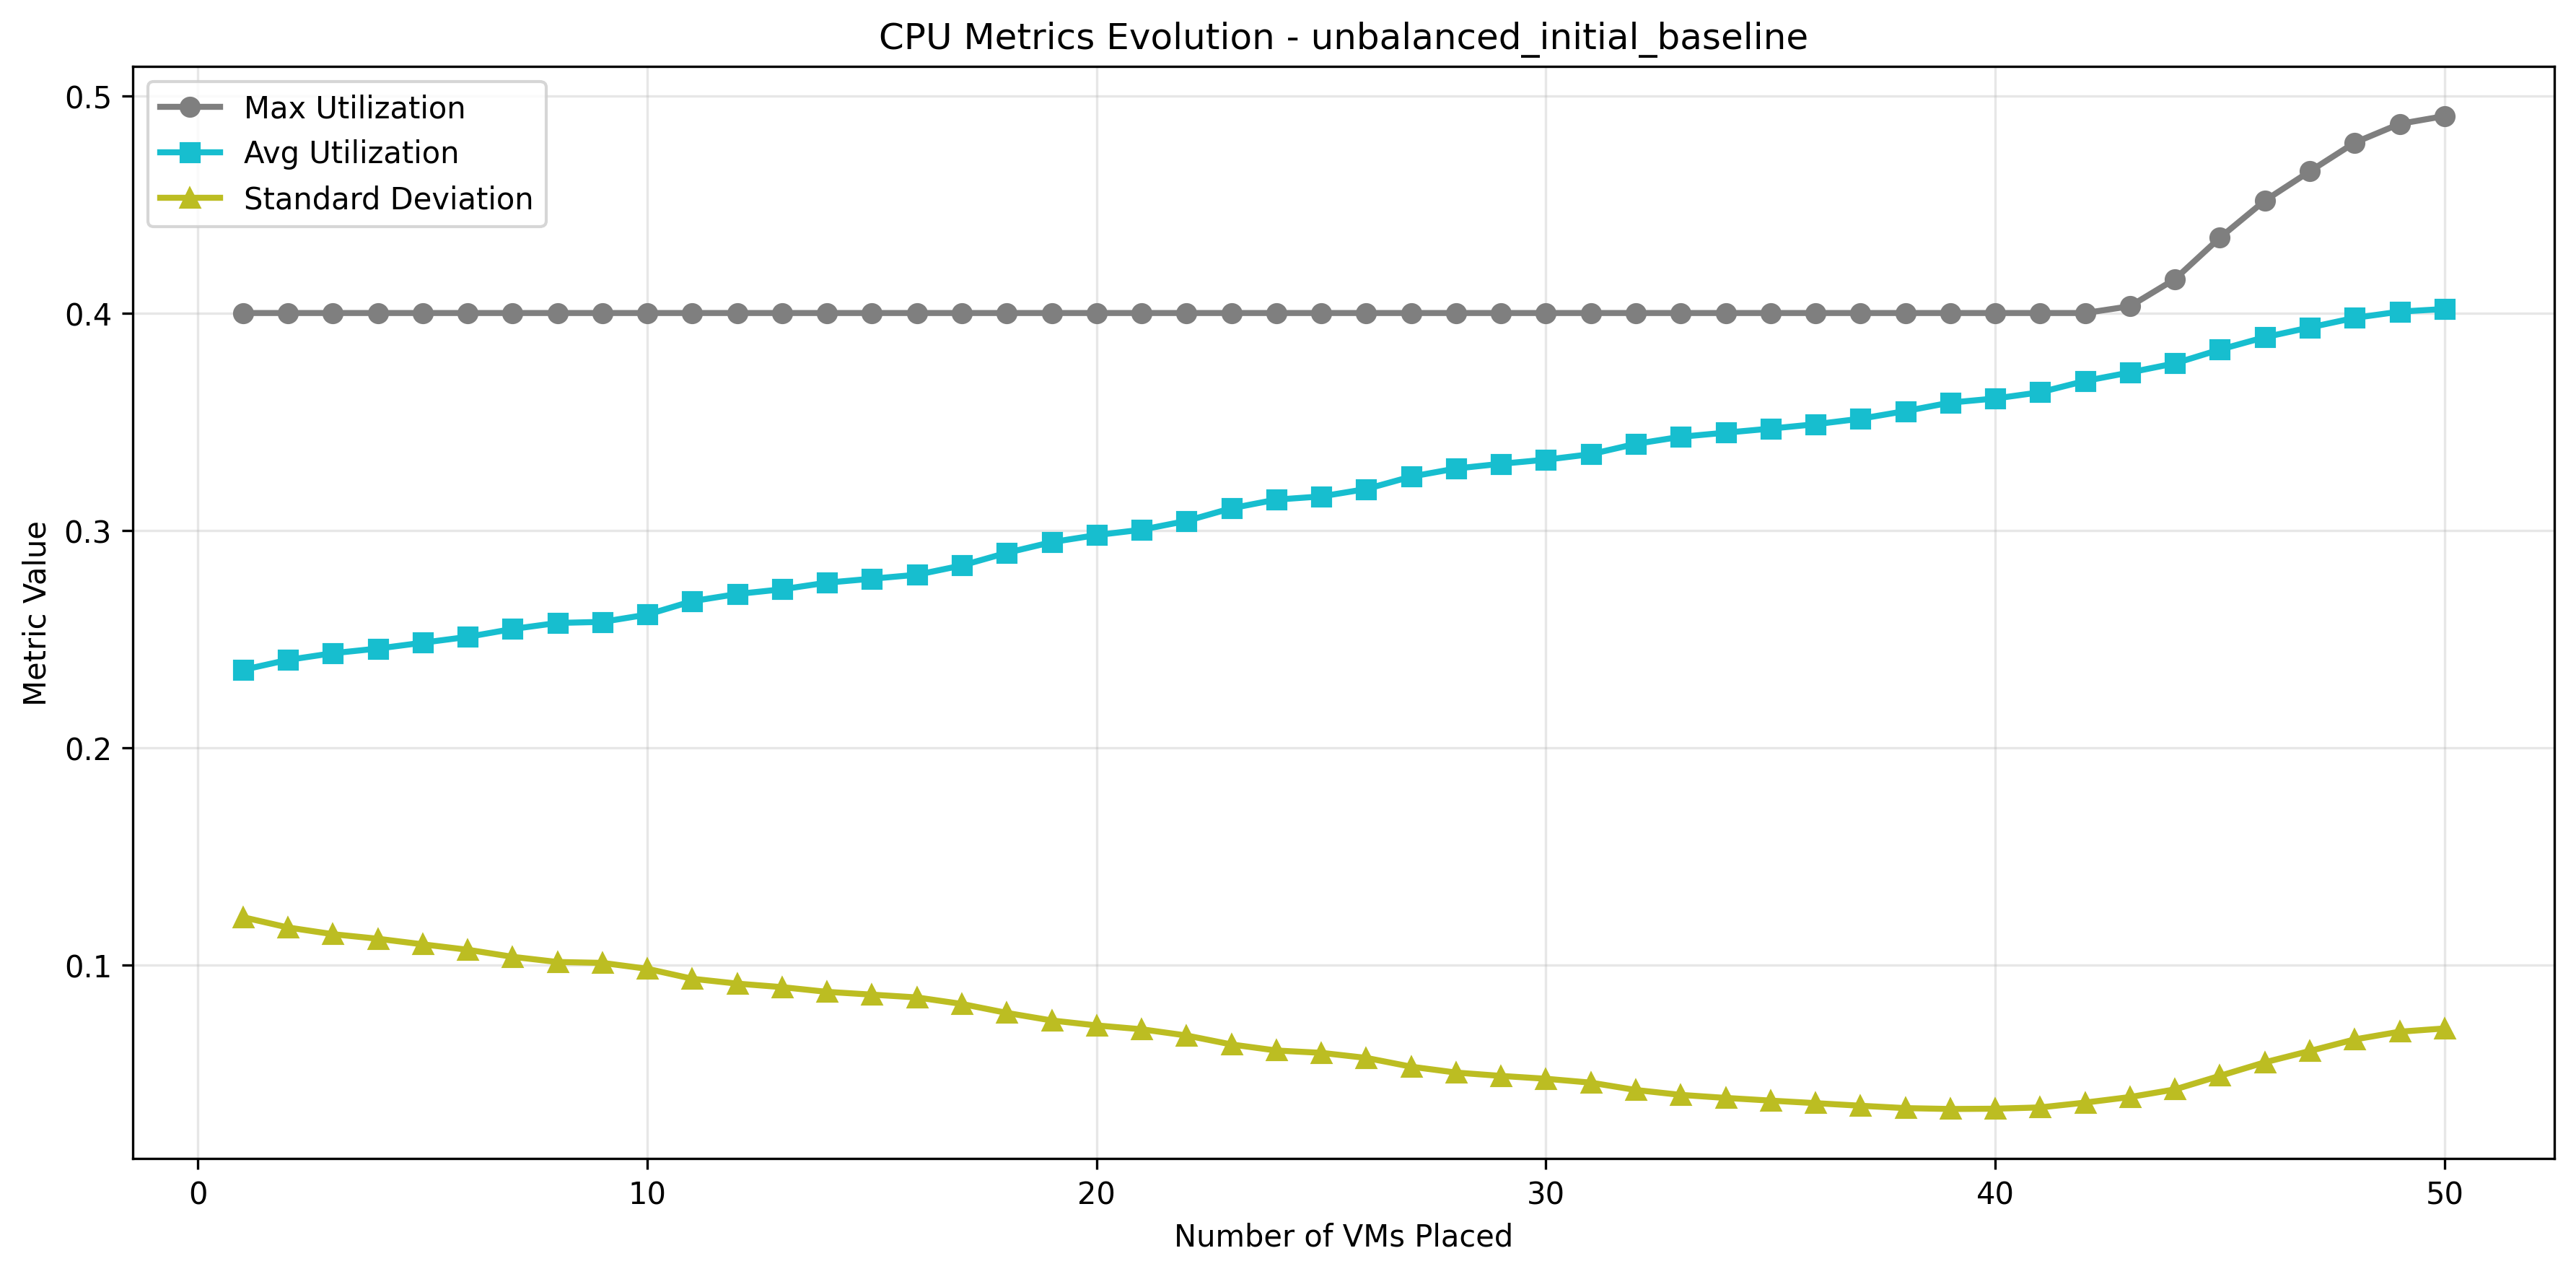 CPU Metrics Evolution - unbalanced_initial_baseline
Max Utilization
Avg Utilization
Standard Deviation
0.5
0.4
0.3
0.2
0.1
Metric Value
0 10 20 30 40 50
Number of VMs Placed